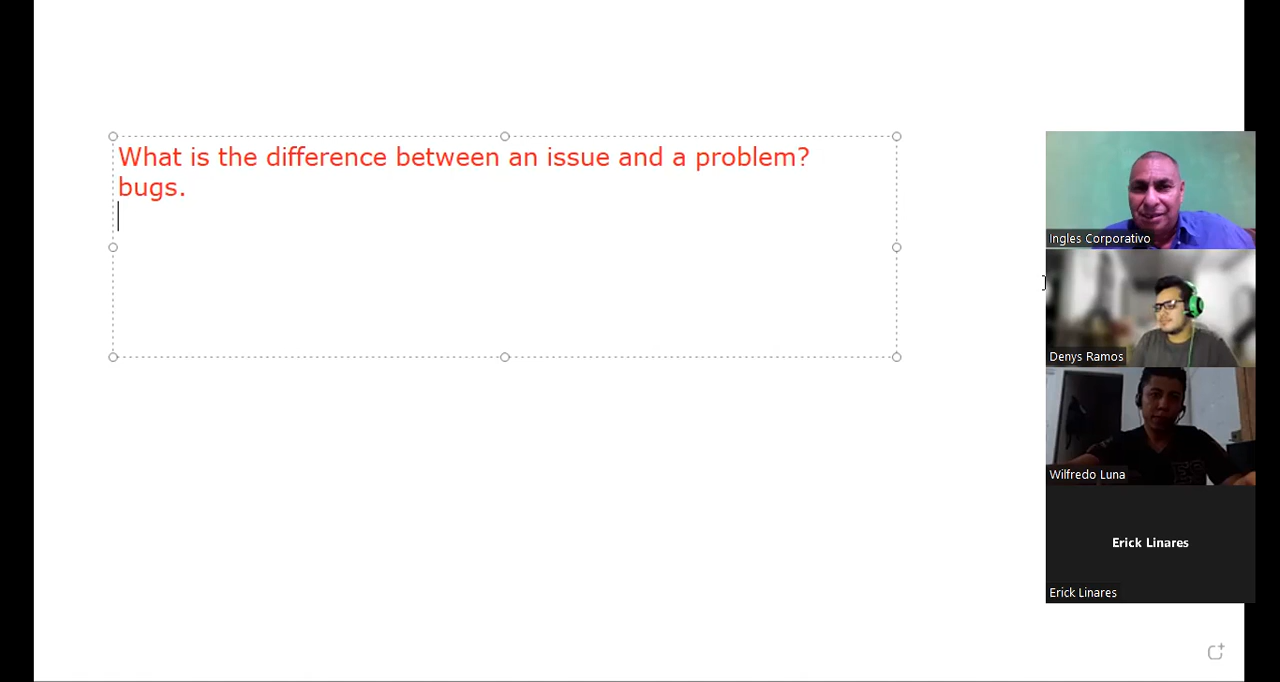 What is the difference between an issue and a problem?
bugs.
Ingles Corporativo
Denys Ramos
Wilfredo Luna
Erick Linares
Erick Linares